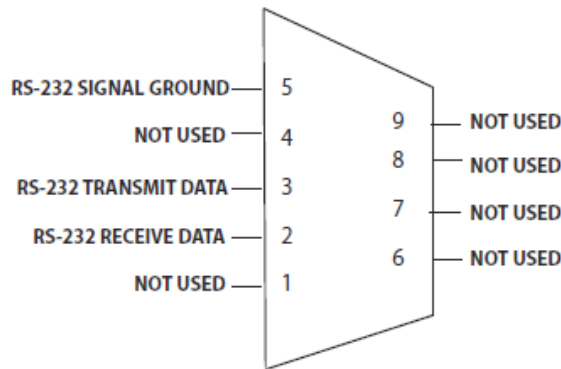 RS-232 SIGNAL GROUND 5
NOT USED 4
RS-232 TRANSMIT DATA 3
RS-232 RECEIVE DATA 2
NOT USED 1
9 NOT USED
8 NOT USED
7 NOT USED
6 NOT USED